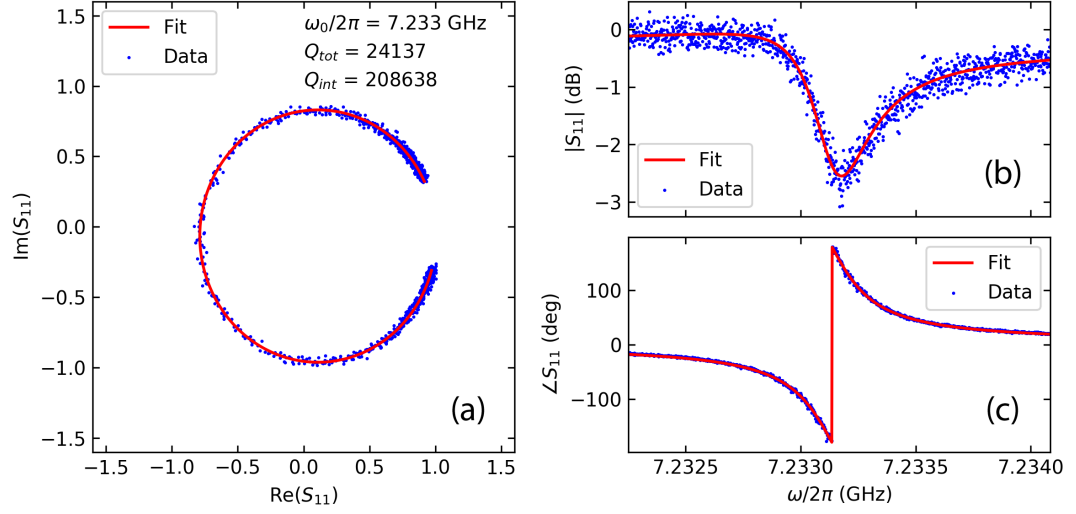 Fit
Data
ω₀/2π = 7.233 GHz
Q_tot = 24137
Q_int = 208638
1.5
1.0
0.5
0.0
−0.5
−1.0
−1.5
Im(S₁₁)
−1.5 −1.0 −0.5 0.0 0.5 1.0 1.5
Re(S₁₁)
(a)
0
−1
−2
−3
|S₁₁| (dB)
Fit
Data
(b)
100
0
−100
∠S₁₁ (deg)
Fit
Data
(c)
7.2325 7.2330 7.2335 7.2340
ω/2π (GHz)